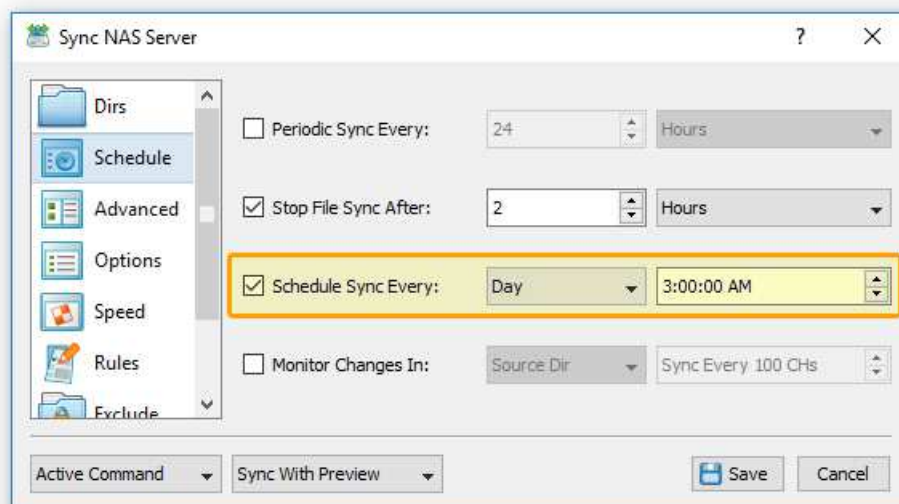 Sync NAS Server
?
Dirs
Schedule
Advanced
Options
Speed
Rules
Exclude
Periodic Sync Every: 24 Hours
Stop File Sync After: 2 Hours
Schedule Sync Every: Day 3:00:00 AM
Monitor Changes In: Source Dir Sync Every 100 CHs
Active Command Sync With Preview Save Cancel